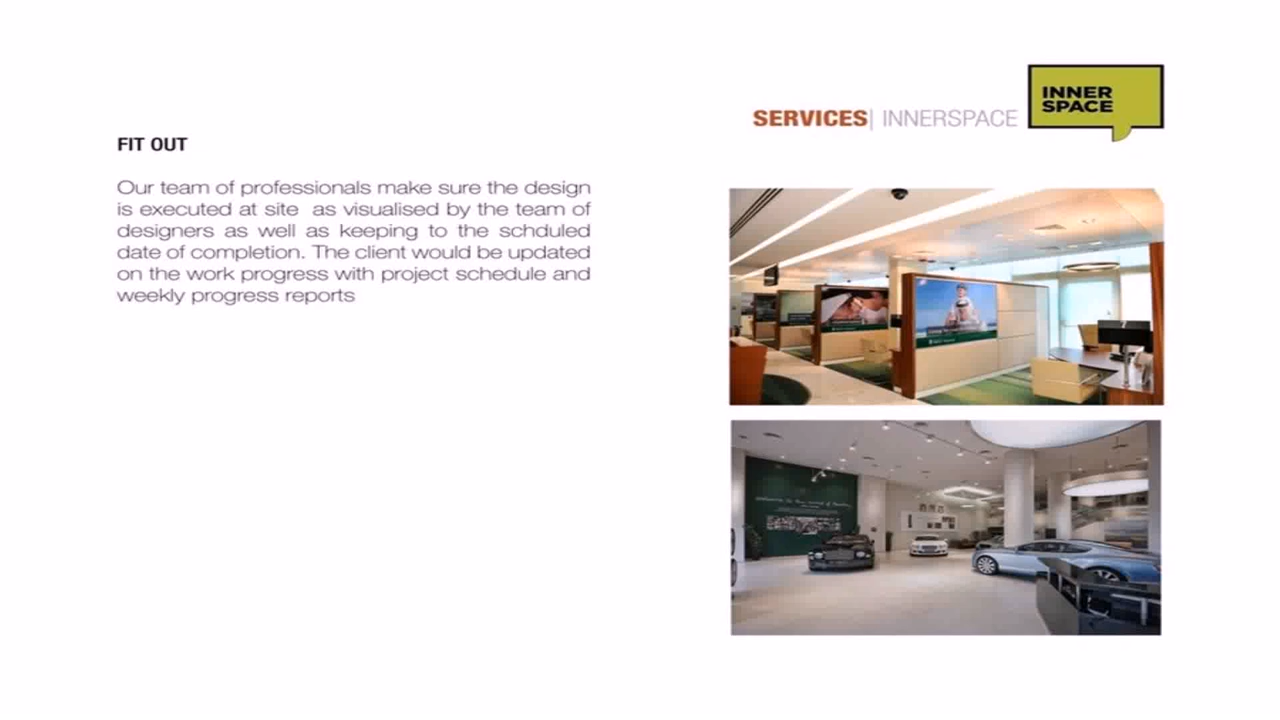 SERVICES| INNERSPACE
INNER
SPACE
FIT OUT
Our team of professionals make sure the design
is executed at site as visualised by the team of
designers as well as keeping to the schduled
date of completion. The client would be updated
on the work progress with project schedule and
weekly progress reports